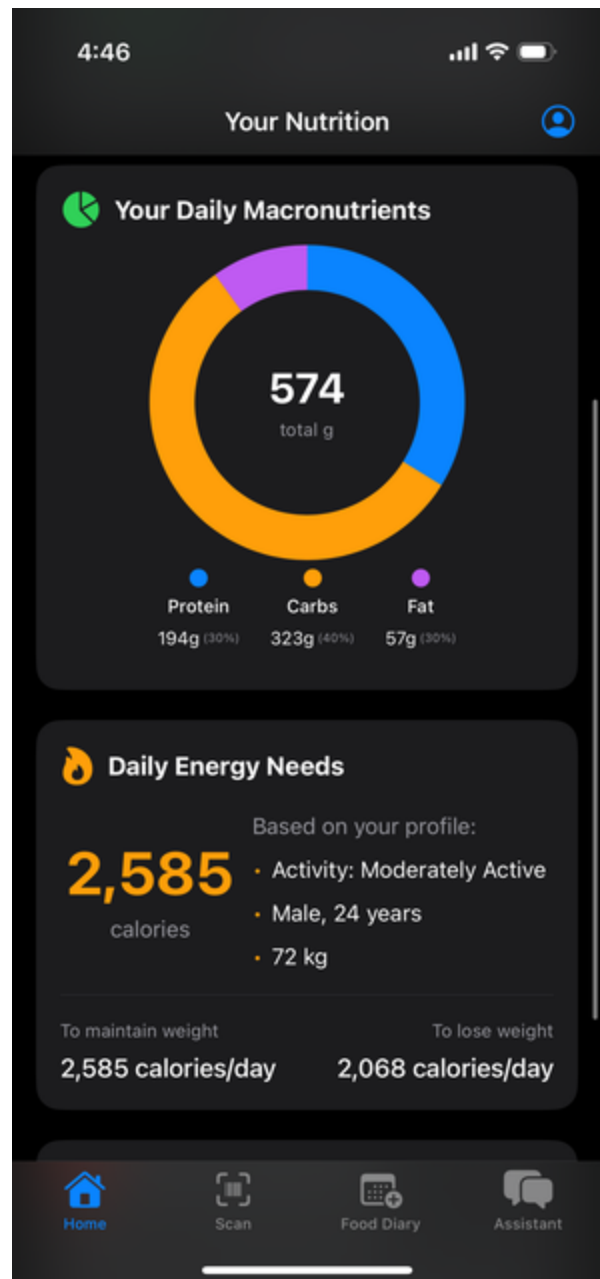 4:46
Your Nutrition
Your Daily Macronutrients
574
total g
Protein
Carbs
Fat
194g (30%)
323g (40%)
57g (30%)
Daily Energy Needs
2,585
calories
Based on your profile:
• Activity: Moderately Active
• Male, 24 years
• 72 kg
To maintain weight
2,585 calories/day
To lose weight
2,068 calories/day
Home
Scan
Food Diary
Assistant